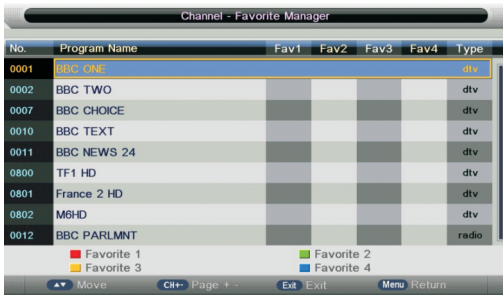 Channel - Favorite Manager
No. Program Name Fav1 Fav2 Fav3 Fav4 Type
0001 BBC ONE dtv
0002 BBC TWO dtv
0007 BBC CHOICE dtv
0010 BBC TEXT dtv
0011 BBC NEWS 24 dtv
0800 TF1 HD dtv
0801 France 2 HD dtv
0802 M6HD dtv
0012 BBC PARLMNT radio
Favorite 1 Favorite 2
Favorite 3 Favorite 4
▲▼ Move CH+- Page + - Exit Exit Menu Return